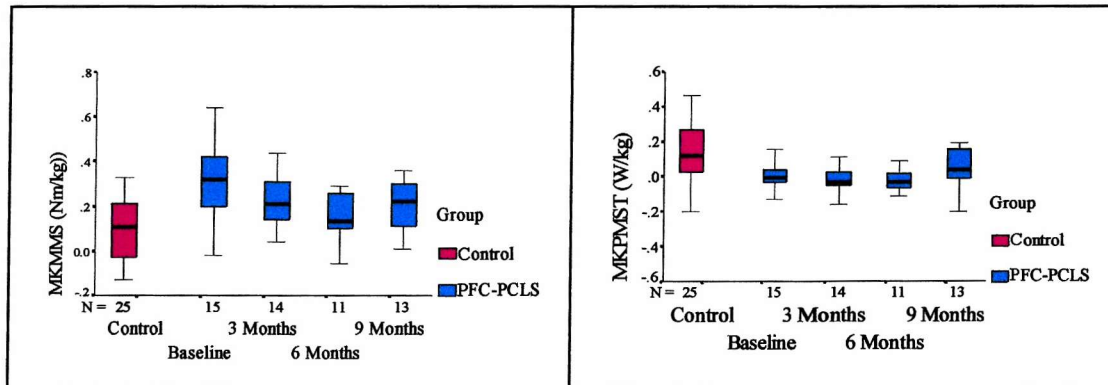 MKMMS (Nm/kg))
.8
.6
.4
.2
0.0
-.2
N = 25 15 14 11 13
Control 3 Months 9 Months
Baseline 6 Months
Group
Control
PFC-PCLS
MKPMST (W/kg)
.6
.4
.2
.0
-.2
-.4
-.6
N = 25 15 14 11 13
Control 3 Months 9 Months
Baseline 6 Months
Group
Control
PFC-PCLS